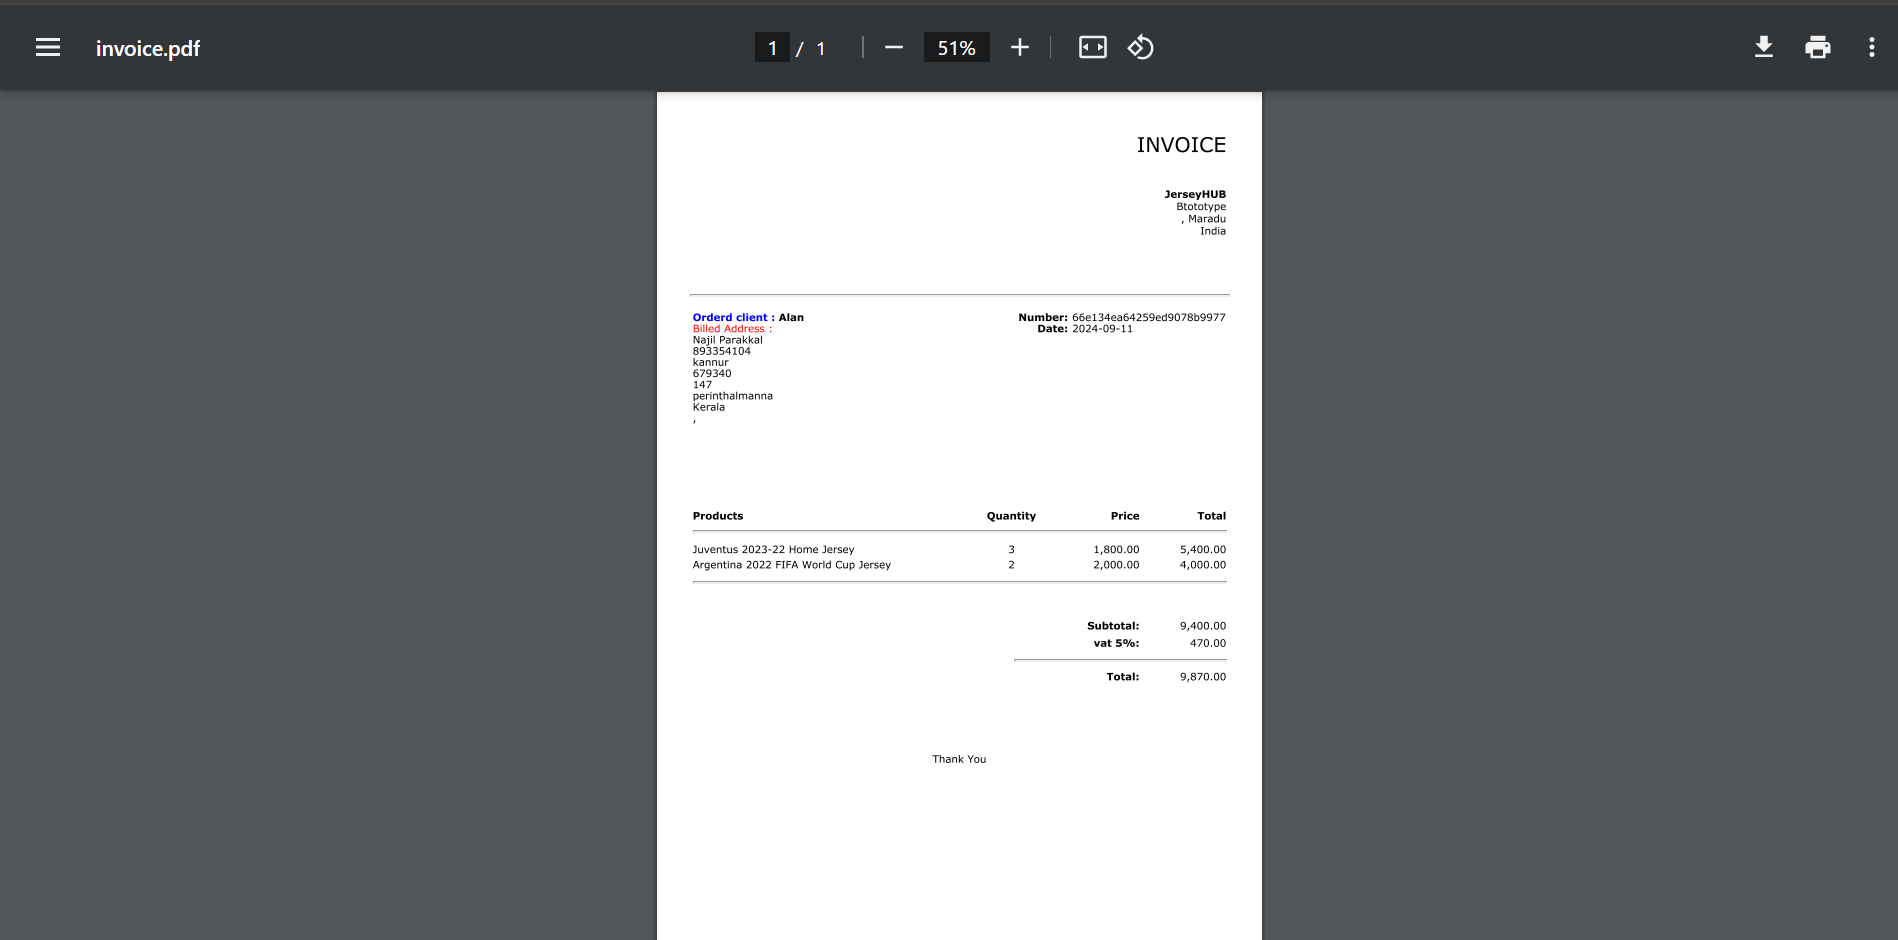 invoice.pdf
1 / 1
51%
INVOICE
JerseyHUB
Btototype
, Maradu
India
Orderd client : Alan
Number: 66e134ea64259ed9078b9977
Billed Address :
Date: 2024-09-11
Najil Parakkal
893354104
kannur
679340
147
perinthalmanna
Kerala
,
Products Quantity Price Total
Juventus 2023-22 Home Jersey 3 1,800.00 5,400.00
Argentina 2022 FIFA World Cup Jersey 2 2,000.00 4,000.00
Subtotal: 9,400.00
vat 5%: 470.00
Total: 9,870.00
Thank You